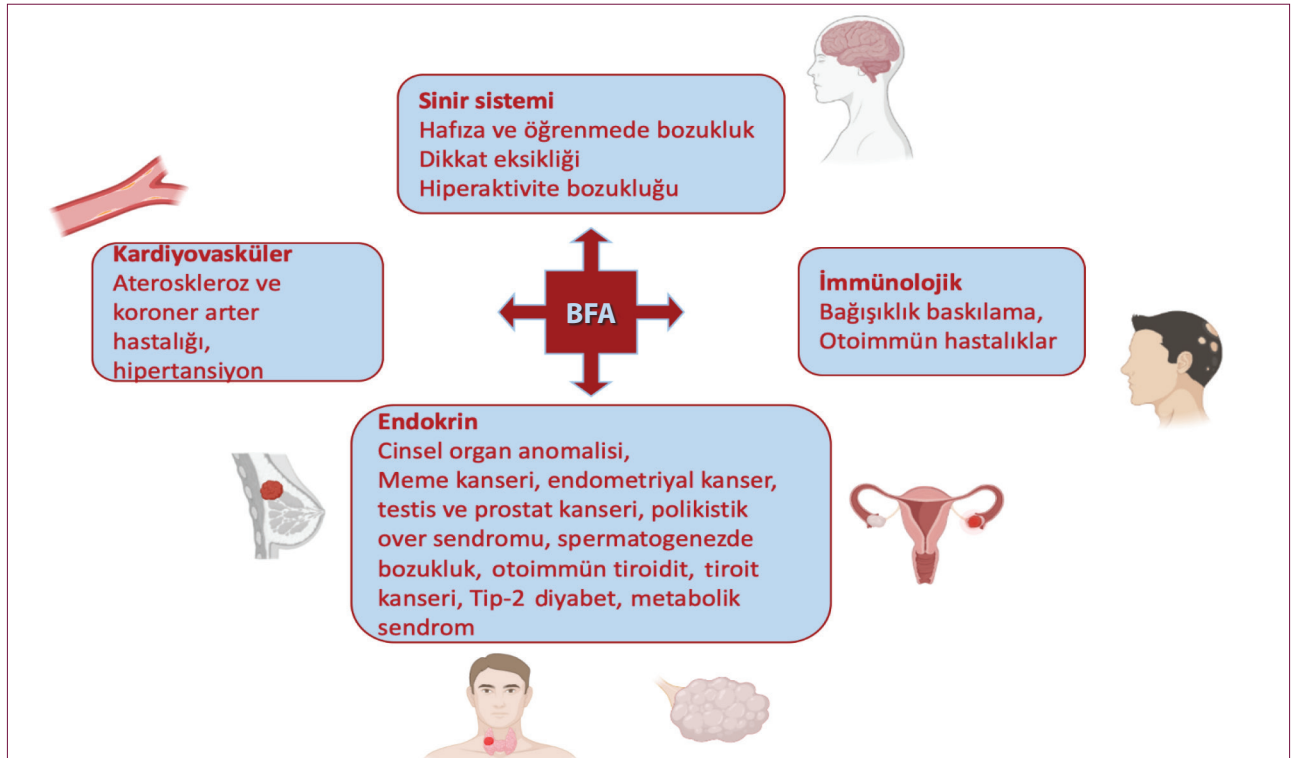 Sinir sistemi
Hafıza ve öğrenmede bozukluk
Dikkat eksikliği
Hiperaktivite bozukluğu
Kardiyovasküler
Ateroskleroz ve
koroner arter
hastalığı,
hipertansiyon
BFA
İmmünolojik
Bağışıklık baskılama,
Otoimmün hastalıklar
Endokrin
Cinsel organ anomalisi,
Meme kanseri, endometriyal kanser,
testis ve prostat kanseri, polikistik
over sendromu, spermatogenezde
bozukluk, otoimmün tiroidit, tiroit
kanseri, Tip-2 diyabet, metabolik
sendrom